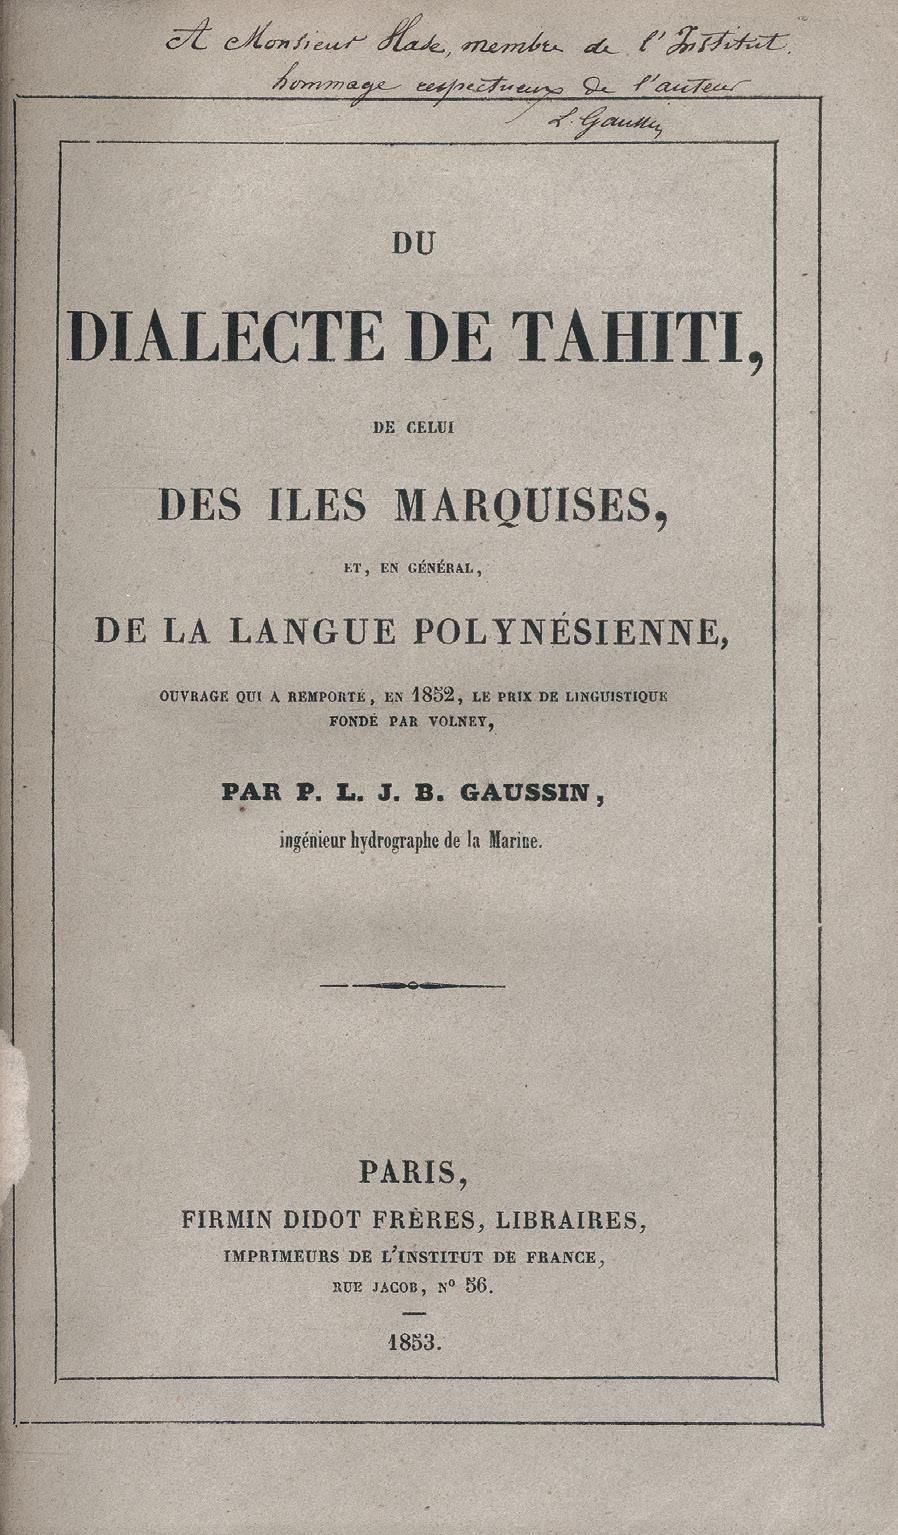 A Monsieur Hase, membre de l'Institut.
hommage respectueux de l'auteur
L. Gaussin
DU
DIALECTE DE TAHITI,
DE CELUI
DES ILES MARQUISES,
ET, EN GÉNÉRAL,
DE LA LANGUE POLYNÉSIENNE,
OUVRAGE QUI A REMPORTÉ, EN 1852, LE PRIX DE LINGUISTIQUE
FONDÉ PAR VOLNEY,
PAR P. L. J. B. GAUSSIN,
ingénieur hydrographe de la Marine.
PARIS,
FIRMIN DIDOT FRÈRES, LIBRAIRES,
IMPRIMEURS DE L'INSTITUT DE FRANCE,
RUE JACOB, Nº 56.
1853.